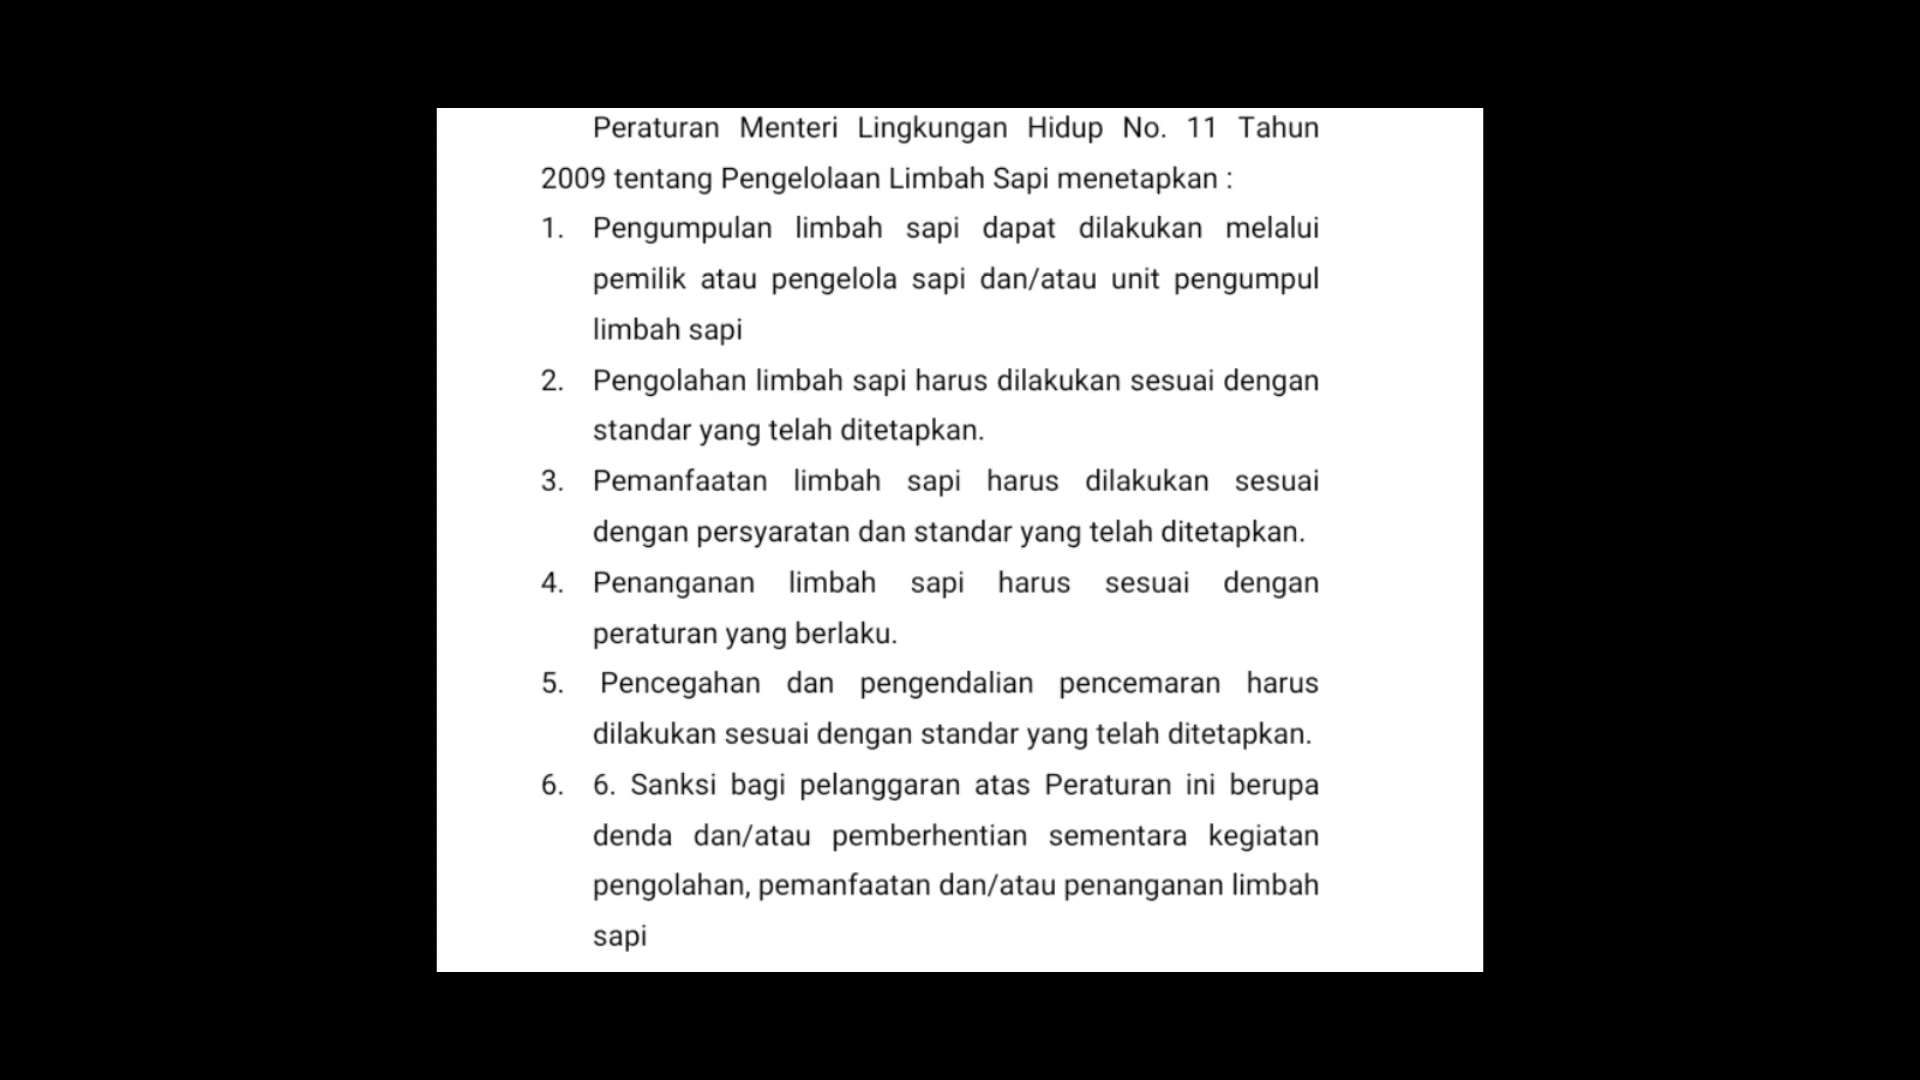 Peraturan Menteri Lingkungan Hidup No. 11 Tahun
2009 tentang Pengelolaan Limbah Sapi menetapkan :
1. Pengumpulan limbah sapi dapat dilakukan melalui
pemilik atau pengelola sapi dan/atau unit pengumpul
limbah sapi
2. Pengolahan limbah sapi harus dilakukan sesuai dengan
standar yang telah ditetapkan.
3. Pemanfaatan limbah sapi harus dilakukan sesuai
dengan persyaratan dan standar yang telah ditetapkan.
4. Penanganan limbah sapi harus sesuai dengan
peraturan yang berlaku.
5. Pencegahan dan pengendalian pencemaran harus
dilakukan sesuai dengan standar yang telah ditetapkan.
6. 6. Sanksi bagi pelanggaran atas Peraturan ini berupa
denda dan/atau pemberhentian sementara kegiatan
pengolahan, pemanfaatan dan/atau penanganan limbah
sapi